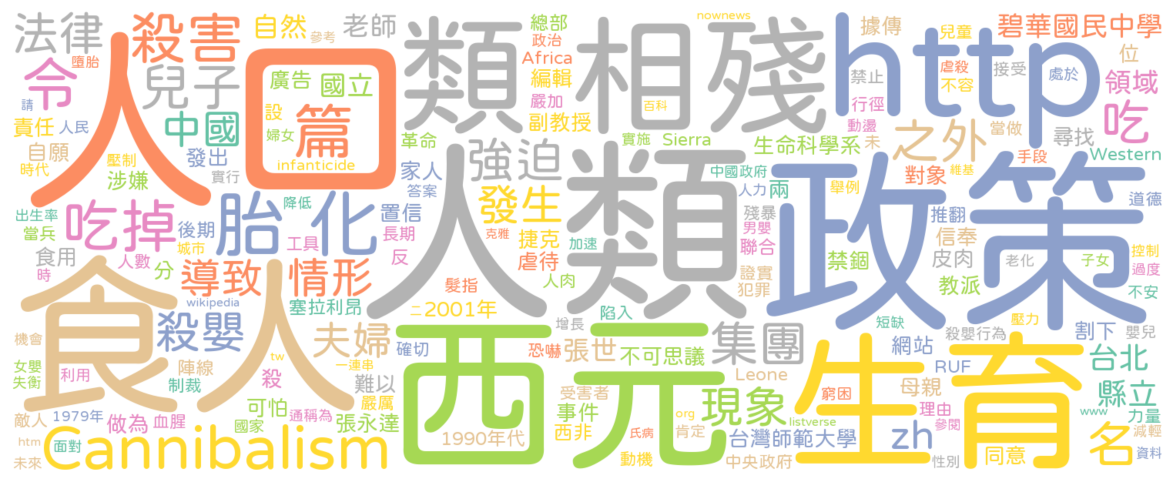 法律
殺害
自然
老師
總部
nownews
據傳
兒童
碧華國民中學
參考
政治
墮胎
人口
令
兒子
廣告
國立
類相殘
Africa
編輯
http
禁止
虐殺
接受
位
處於
領域
請
設
篇
嚴加
百科
行徑
不容
吃
責任
人民
中國
婦女
副教授
動盪
之外
當做
尋找
自願
發出
革命
實施
Sierra
生命科學系
未
Western
時代
壓制
涉嫌
實行
infanticide
強迫
家人
人類
中國政府
兩
對象
手段
答案
人力
舉例
維基
政策
道德
出生率
當兵
吃掉
後期
胎化
降低
置信
發生
殘暴
男嬰
推翻
信奉
城市
工具
長期
捷克
克雅
加速
聯合
食用
人數
分
導致
情形
反
虐待
禁錮
皮肉
老化
子女
控制
過度
時
食人
髮指
人肉
證實
犯罪
教派
不安
wikipedia
塞拉利昂
二
2001年
陷入
短缺
殺嬰行為
壓力
嬰兒
機會
殺嬰
夫婦
確切
西元
增長
恐嚇
張世
不可思議
集團
生育
網站
割下
女嬰
失衡
陣線
利用
制裁
tw
殺
一連串
難以
受害者
Leone
窮困
RUF
母親
台北
縣立
敵人
1979年
做為
血腥
可怕
通稱為
國家
嚴厲
張永達
事件
org
listverse
現象
理由
參閱
www
力量
htm
面對
未來
Cannibalism
1990年代
西非
動機
氏病
肯定
台灣師範大學
中央政府
zh
性別
同意
名
減輕
資料